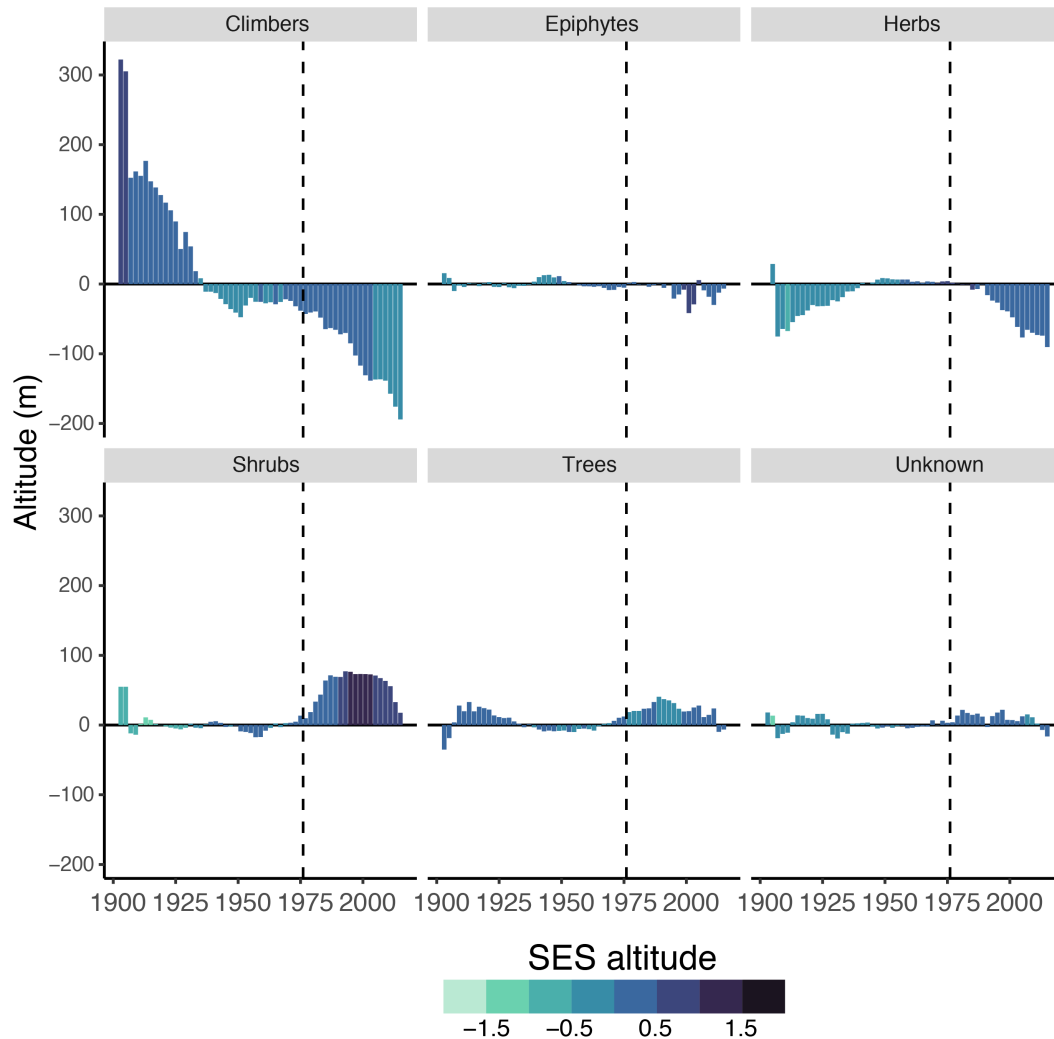 Climbers Epiphytes Herbs
300
200
100
0
−100
−200
Altitude (m)
Shrubs Trees Unknown
300
200
100
0
−100
−200
1900 1925 1950 1975 2000 1900 1925 1950 1975 2000 1900 1925 1950 1975 2000
SES altitude
−1.5 −0.5 0.5 1.5